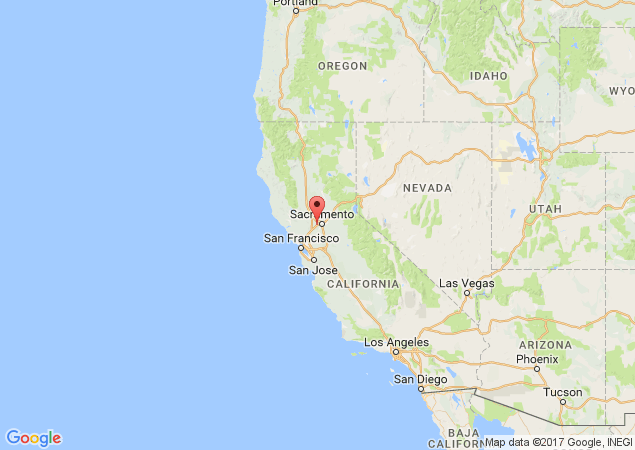 Portland
OREGON
IDAHO
WYO
NEVADA
UTAH
Sacramento
San Francisco
San Jose
CALIFORNIA
Las Vegas
Los Angeles
ARIZONA
Phoenix
San Diego
Tucson
BAJA
CALIFORN
Google
Map data ©2017 Google, INEGI